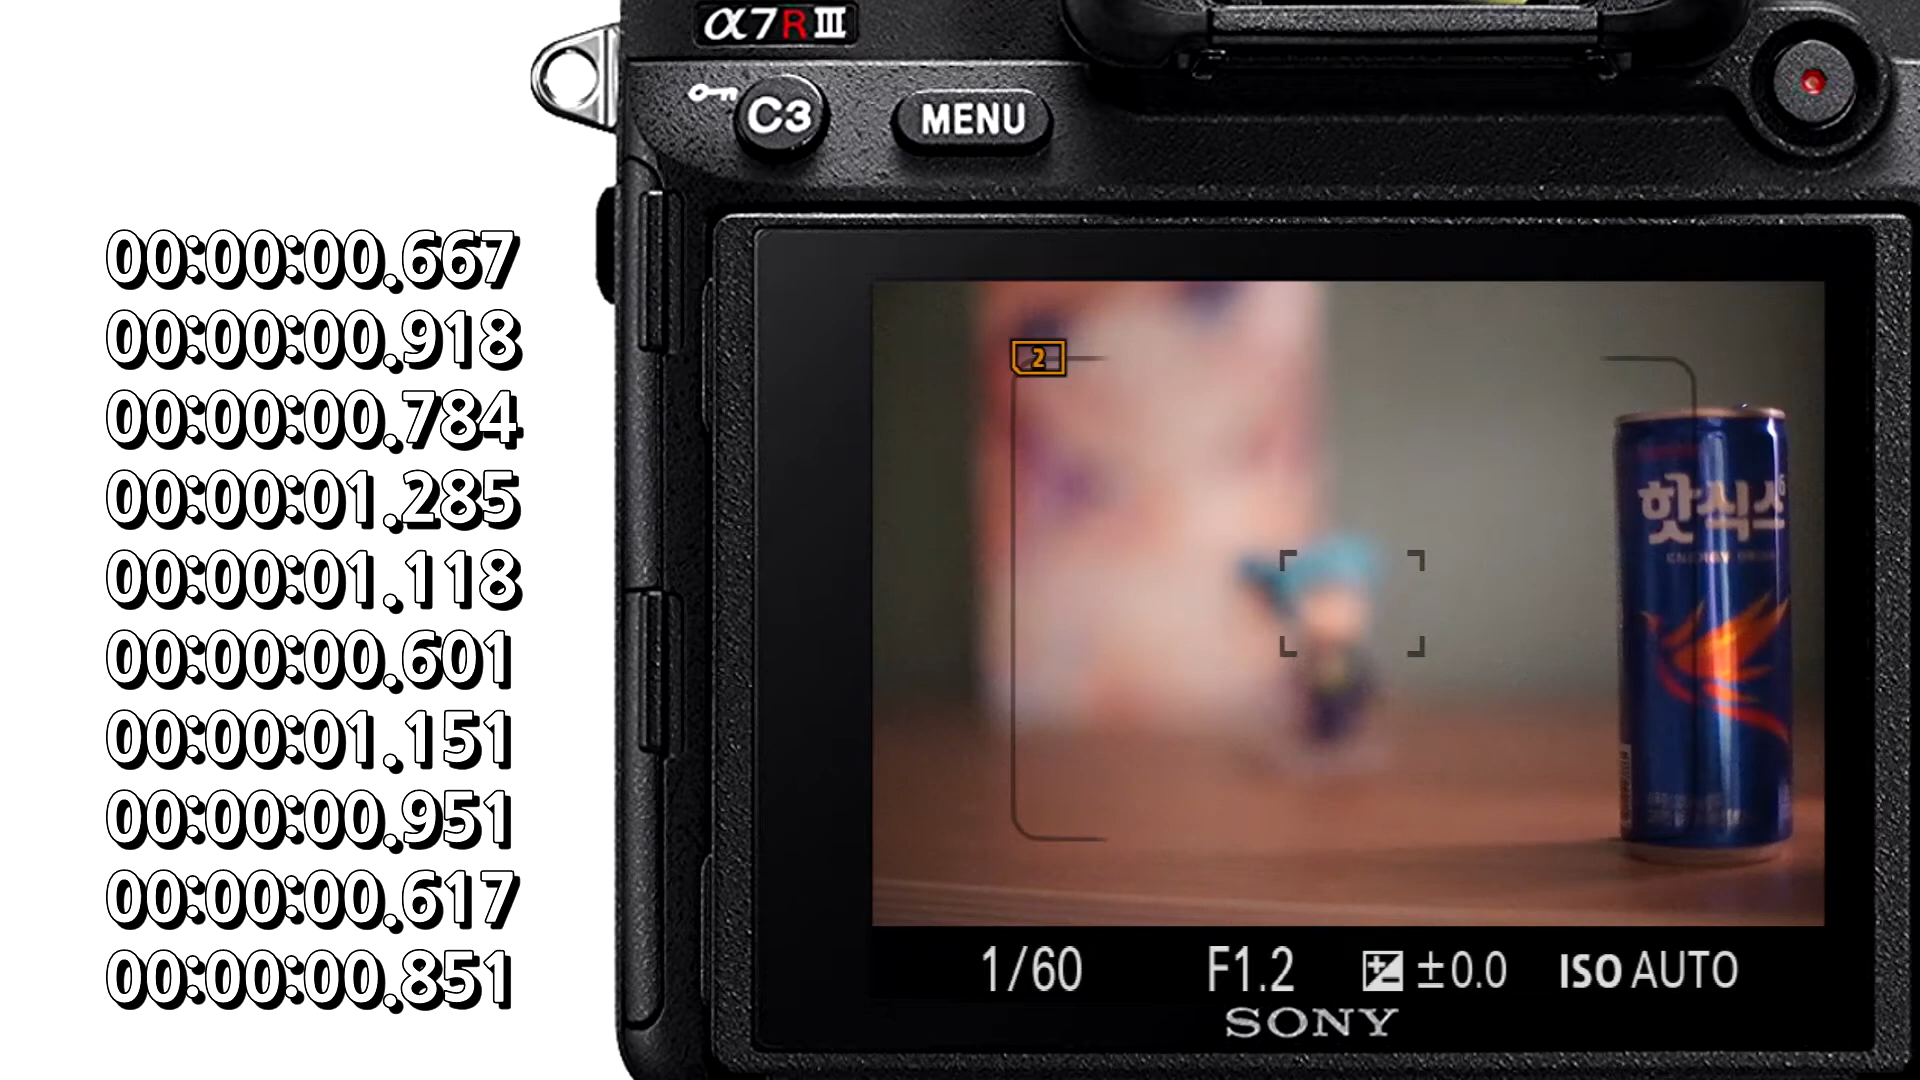 α7RIII
C3
MENU
00:00:00.667
00:00:00.918
00:00:00.784
00:00:01.285
00:00:01.118
00:00:00.601
00:00:01.151
00:00:00.951
00:00:00.617
00:00:00.851
2
핫식스
ENERGY DRINK
1/60 F1.2 ±0.0 ISO AUTO
SONY